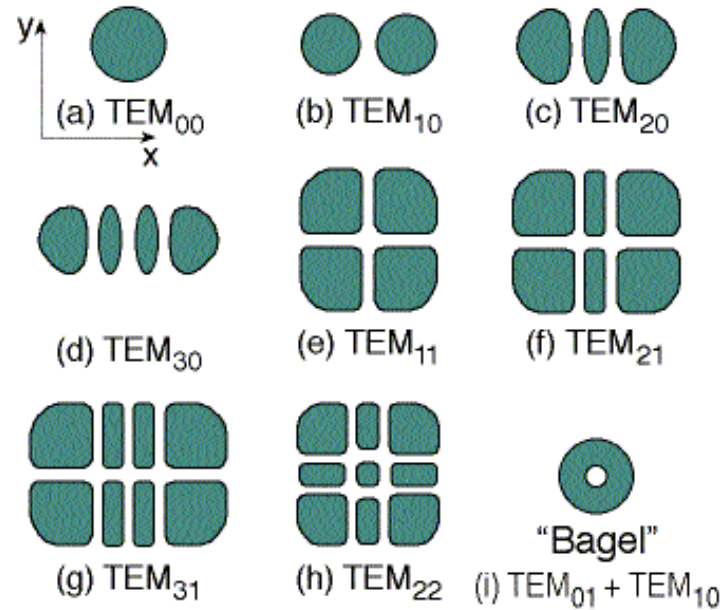 y
x
(a) TEM₀₀
(b) TEM₁₀
(c) TEM₂₀
(d) TEM₃₀
(e) TEM₁₁
(f) TEM₂₁
(g) TEM₃₁
(h) TEM₂₂
“Bagel”
(i) TEM₀₁ + TEM₁₀